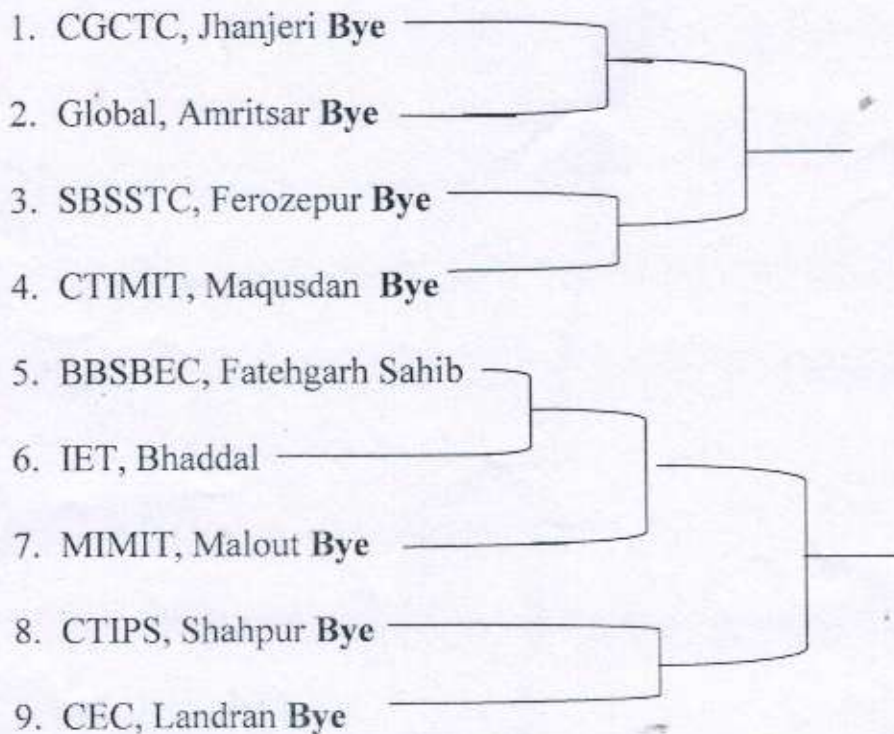 1. CGCTC, Jhanjeri Bye
2. Global, Amritsar Bye
3. SBSSTC, Ferozepur Bye
4. CTIMIT, Maqusdan Bye
5. BBSBEC, Fatehgarh Sahib
6. IET, Bhaddal
7. MIMIT, Malout Bye
8. CTIPS, Shahpur Bye
9. CEC, Landran Bye